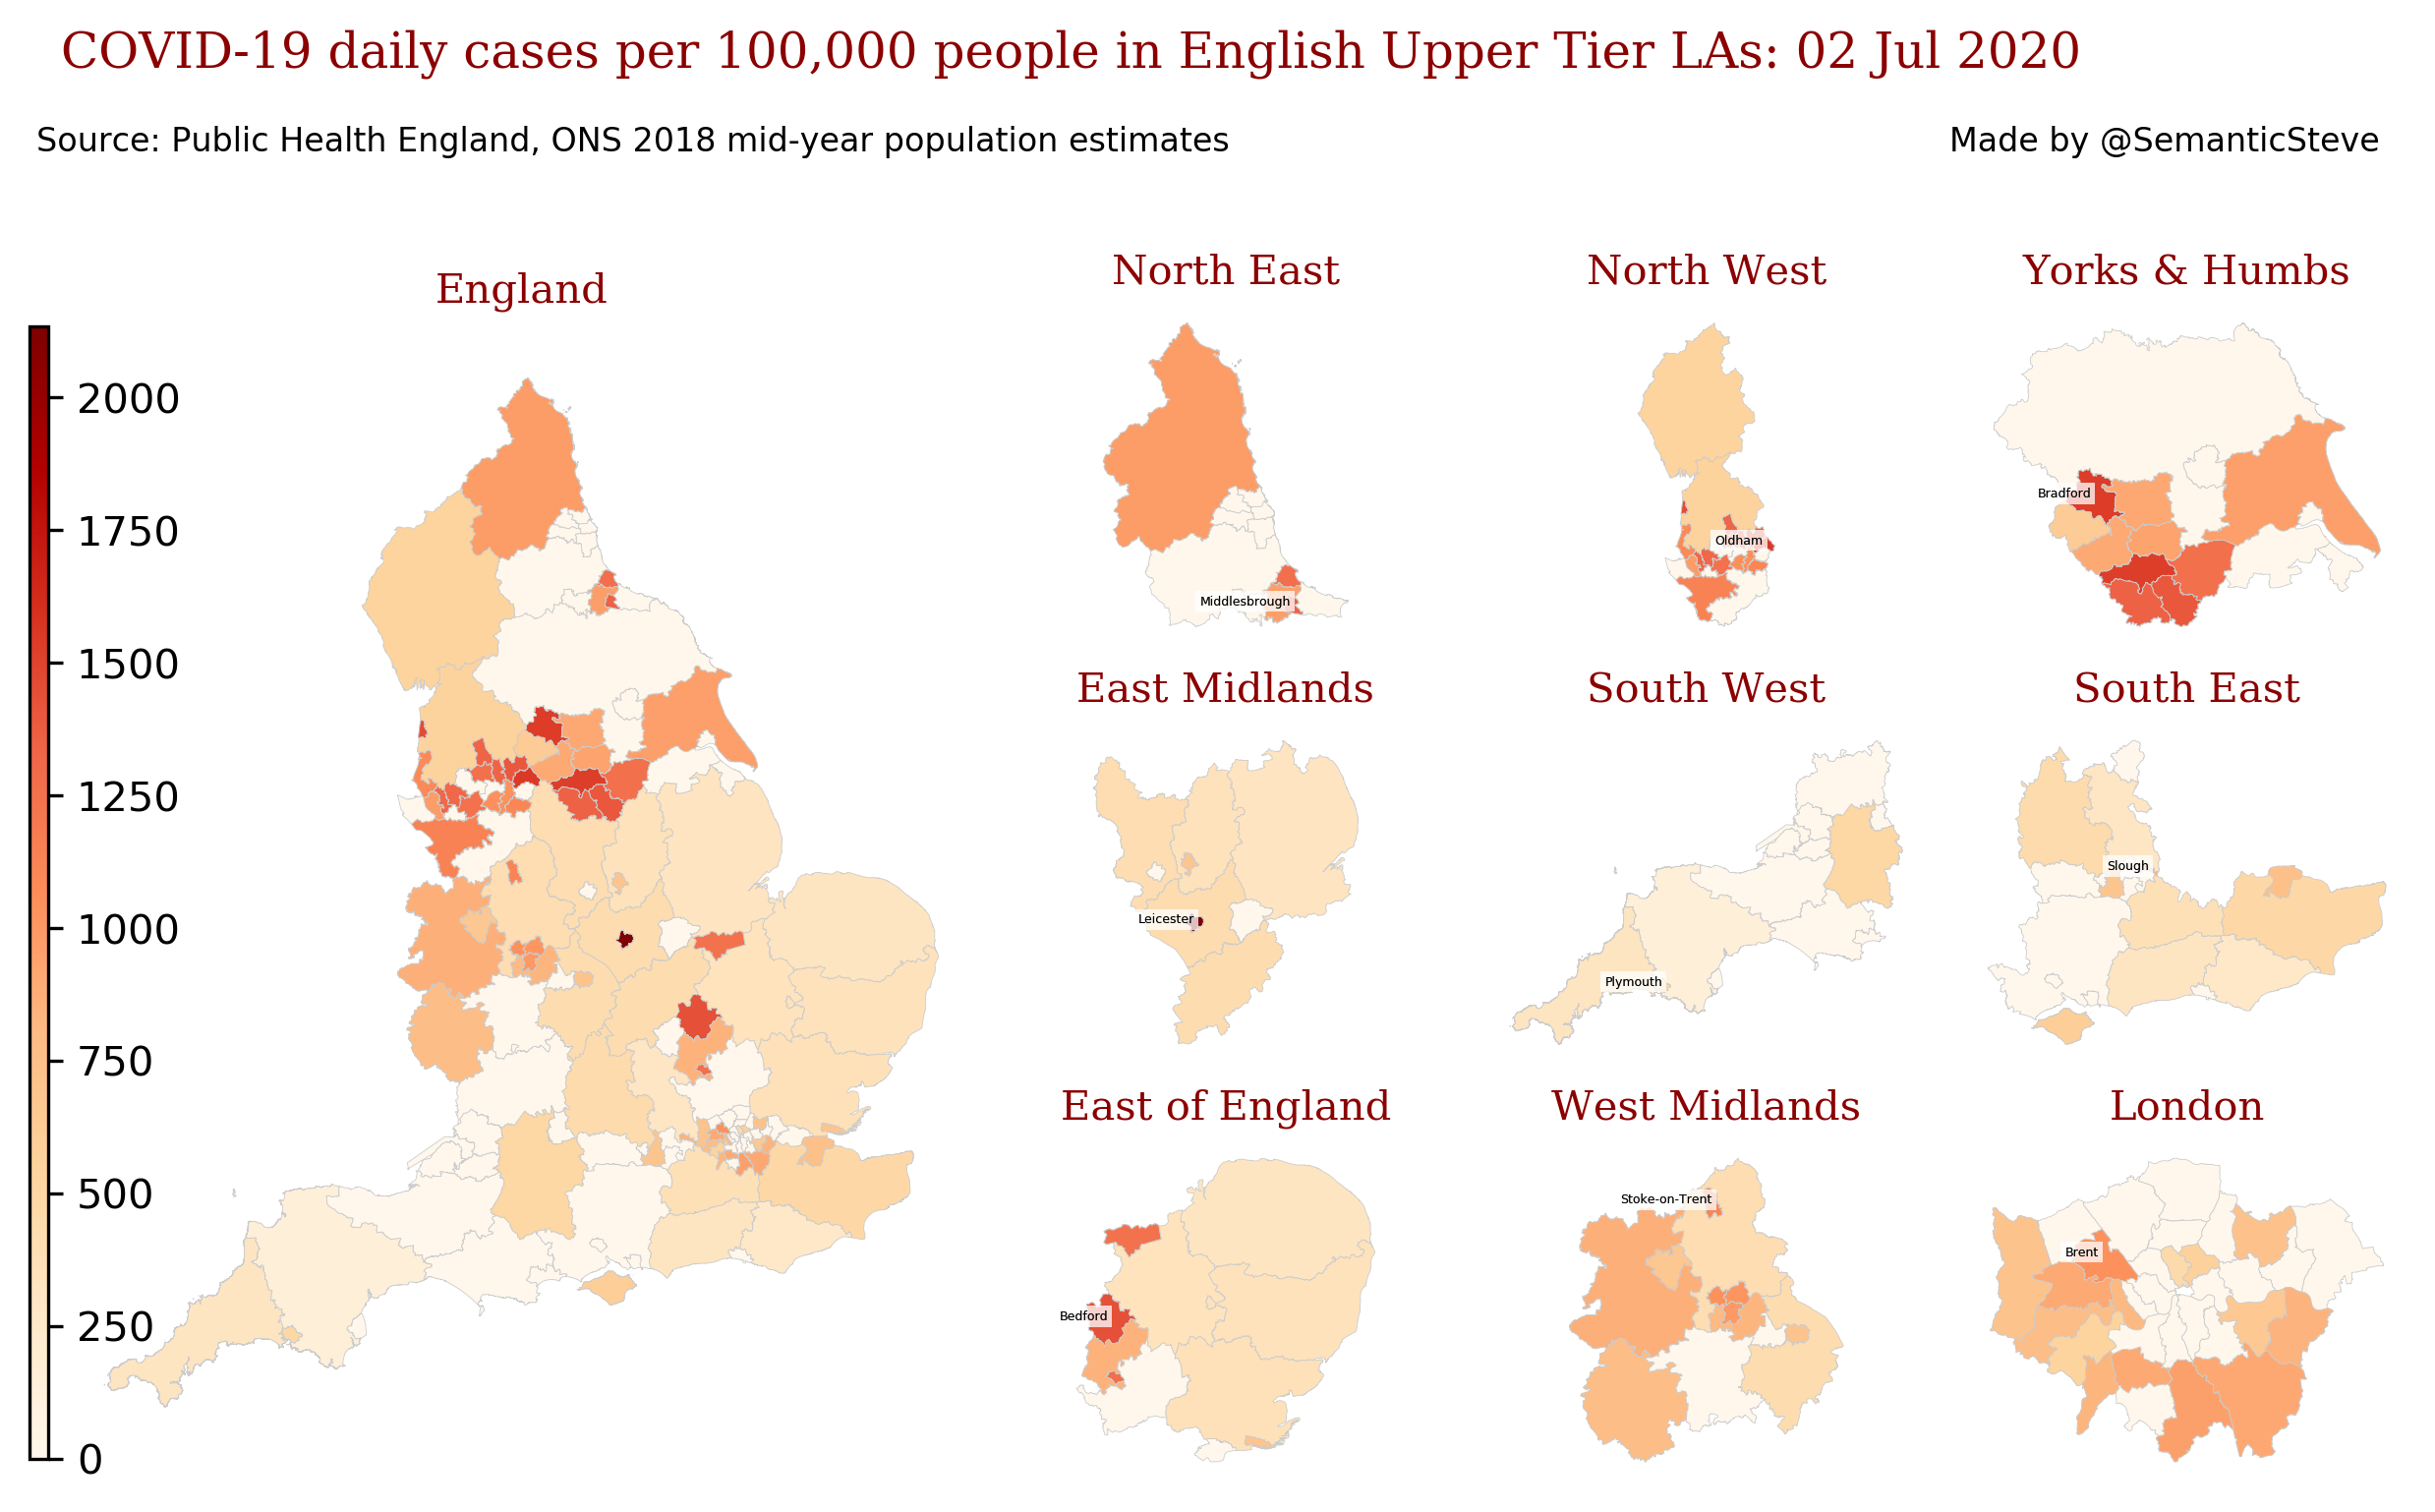 COVID-19 daily cases per 100,000 people in English Upper Tier LAs: 02 Jul 2020
Source: Public Health England, ONS 2018 mid-year population estimates
Made by @SemanticSteve
England
2000
1750
1500
1250
1000
750
500
250
0
North East
Middlesbrough
North West
Oldham
Yorks & Humbs
Bradford
East Midlands
Leicester
South West
Plymouth
South East
Slough
East of England
Bedford
West Midlands
Stoke-on-Trent
London
Brent